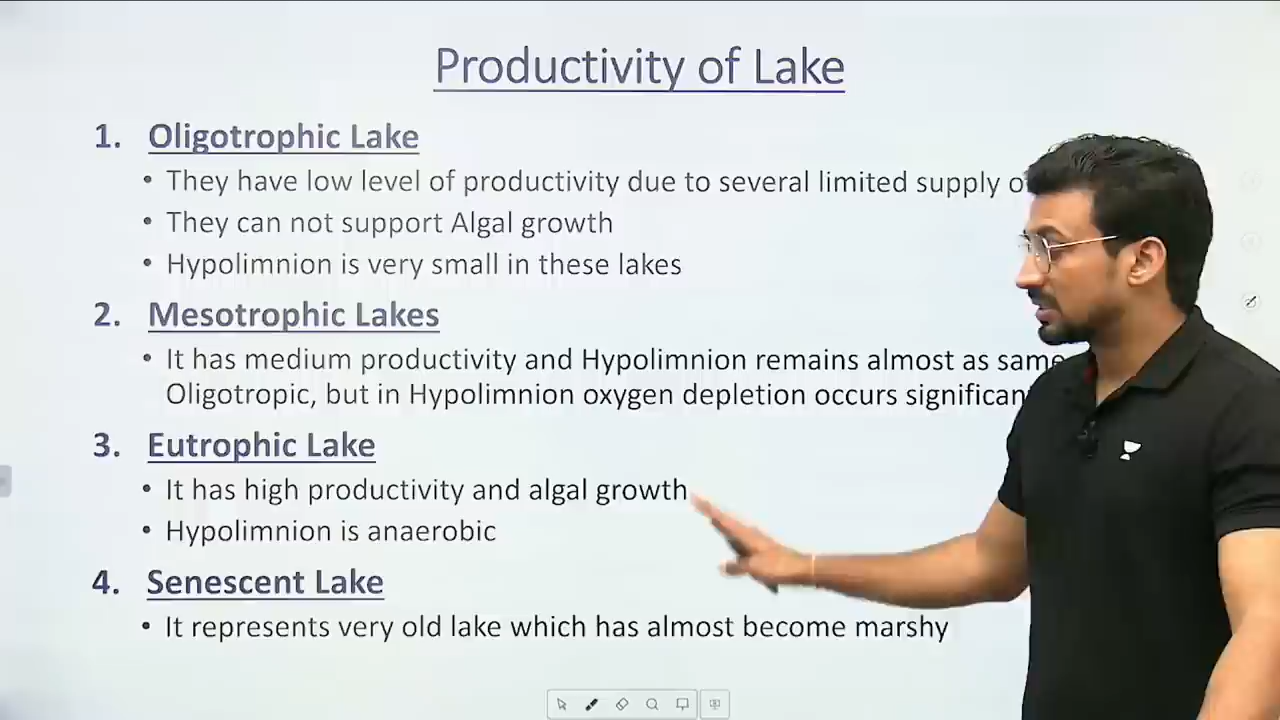 Productivity of Lake
1. Oligotrophic Lake
• They have low level of productivity due to several limited supply
• They can not support Algal growth
• Hypolimnion is very small in these lakes
2. Mesotrophic Lakes
• It has medium productivity and Hypolimnion remains almost as same
Oligotropic, but in Hypolimnion oxygen depletion occurs
3. Eutrophic Lake
• It has high productivity and algal growth
• Hypolimnion is anaerobic
4. Senescent Lake
• It represents very old lake which has almost become marshy